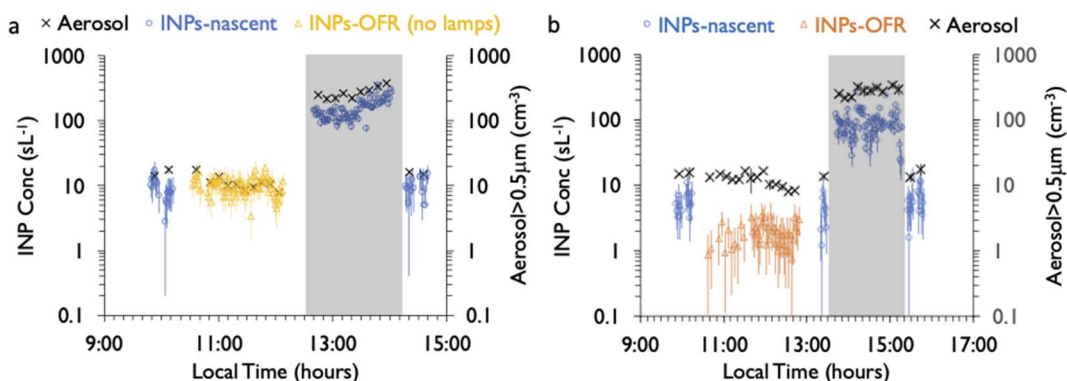 a × Aerosol ○ INPs-nascent △ INPs-OFR (no lamps)
1000 1000
100 100
10 10
1 1
0.1 0.1
INP Conc (sL⁻¹)
Aerosol>0.5μm (cm⁻³)
9:00 11:00 13:00 15:00
Local Time (hours)
b ○ INPs-nascent △ INPs-OFR × Aerosol
1000 1000
100 100
10 10
1 1
0.1 0.1
INP Conc (sL⁻¹)
Aerosol>0.5μm (cm⁻³)
9:00 11:00 13:00 15:00 17:00
Local Time (hours)